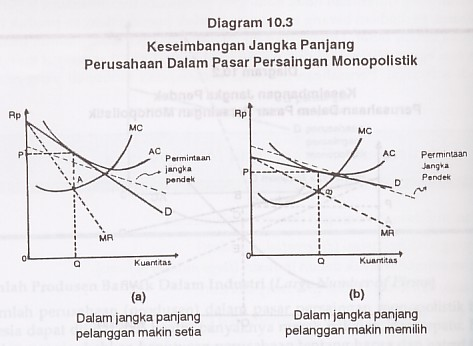 Diagram 10.3
Keseimbangan Jangka Panjang
Perusahaan Dalam Pasar Persaingan Monopolistik
Rp
MC
AC
P
Permintaan
jangka
pendek
A
D
MR
0
Q
Kuantitas
(a)
Dalam jangka panjang
pelanggan makin setia
Rp
MC
AC
P
Permintaan
Jangka
Pendek
B
D
MR
0
Q
Kuantitas
(b)
Dalam jangka panjang
pelanggan makin memilih